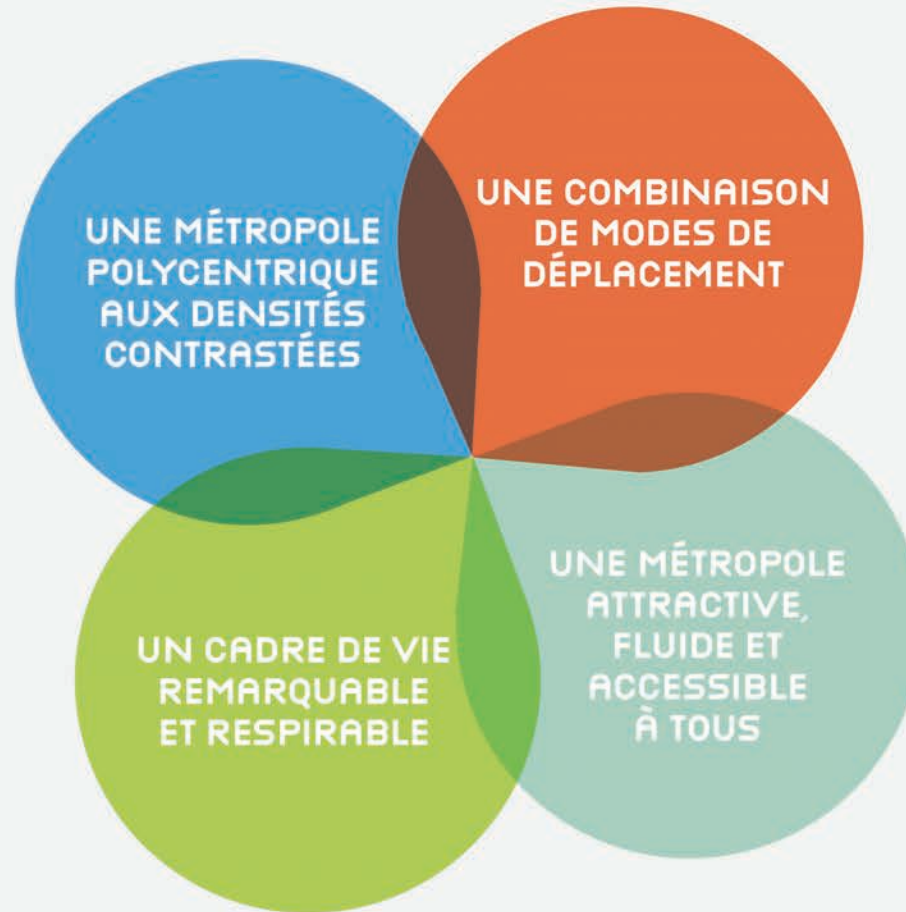 UNE MÉTROPOLE
POLYCENTRIQUE
AUX DENSITÉS
CONTRASTÉES
UNE COMBINAISON
DE MODES DE
DÉPLACEMENT
UN CADRE DE VIE
REMARQUABLE
ET RESPIRABLE
UNE MÉTROPOLE
ATTRACTIVE,
FLUIDE ET
ACCESSIBLE
À TOUS